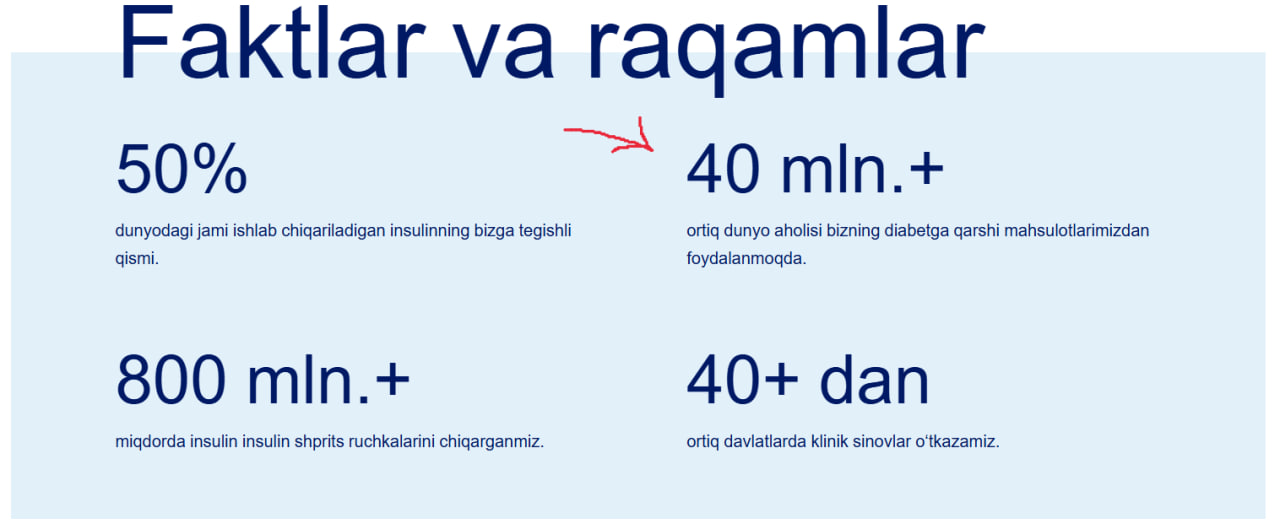 Faktlar va raqamlar
50%
dunyodagi jami ishlab chiqariladigan insulinning bizga tegishli
qismi.
40 mln.+
ortiq dunyo aholisi bizning diabetga qarshi mahsulotlarimizdan
foydalanmoqda.
800 mln.+
miqdorda insulin insulin shprits ruchkalarini chiqarganmiz.
40+ dan
ortiq davlatlarda klinik sinovlar o‘tkazamiz.